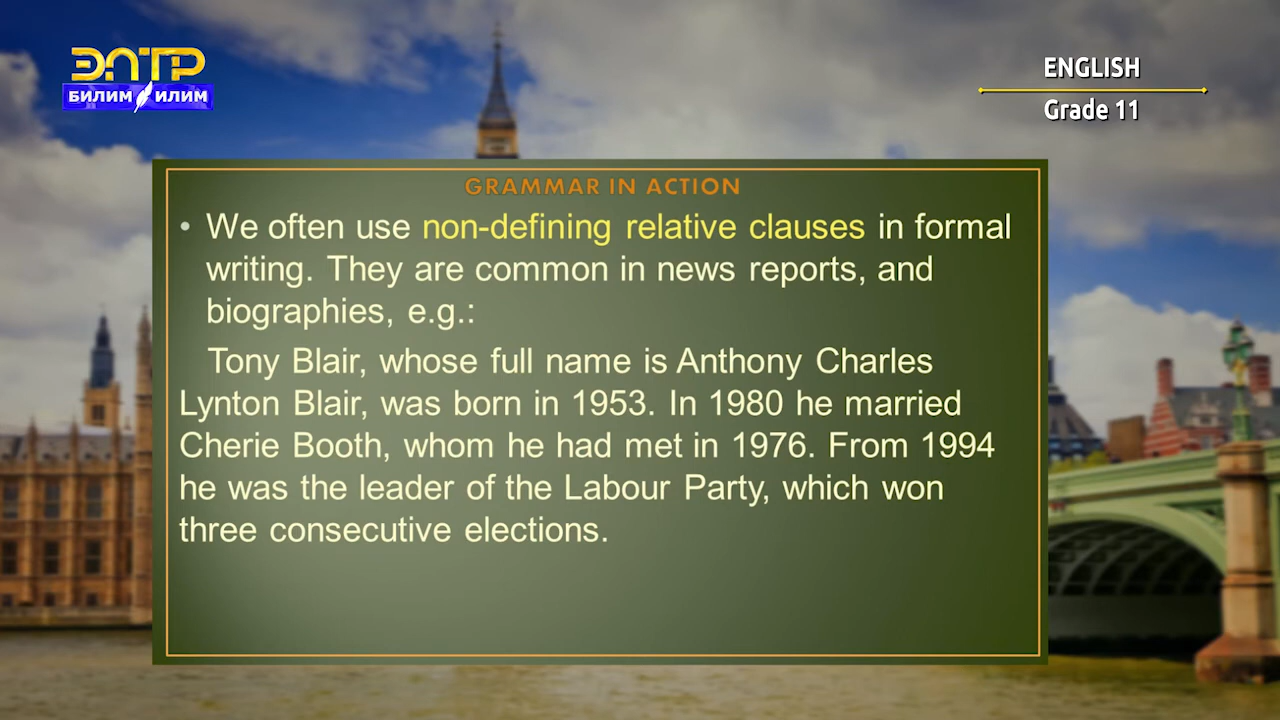 ЭЛТР
БИЛИМ ИЛИМ
ENGLISH
Grade 11
GRAMMAR IN ACTION
• We often use non-defining relative clauses in formal
writing. They are common in news reports, and
biographies, e.g.:
Tony Blair, whose full name is Anthony Charles
Lynton Blair, was born in 1953. In 1980 he married
Cherie Booth, whom he had met in 1976. From 1994
he was the leader of the Labour Party, which won
three consecutive elections.